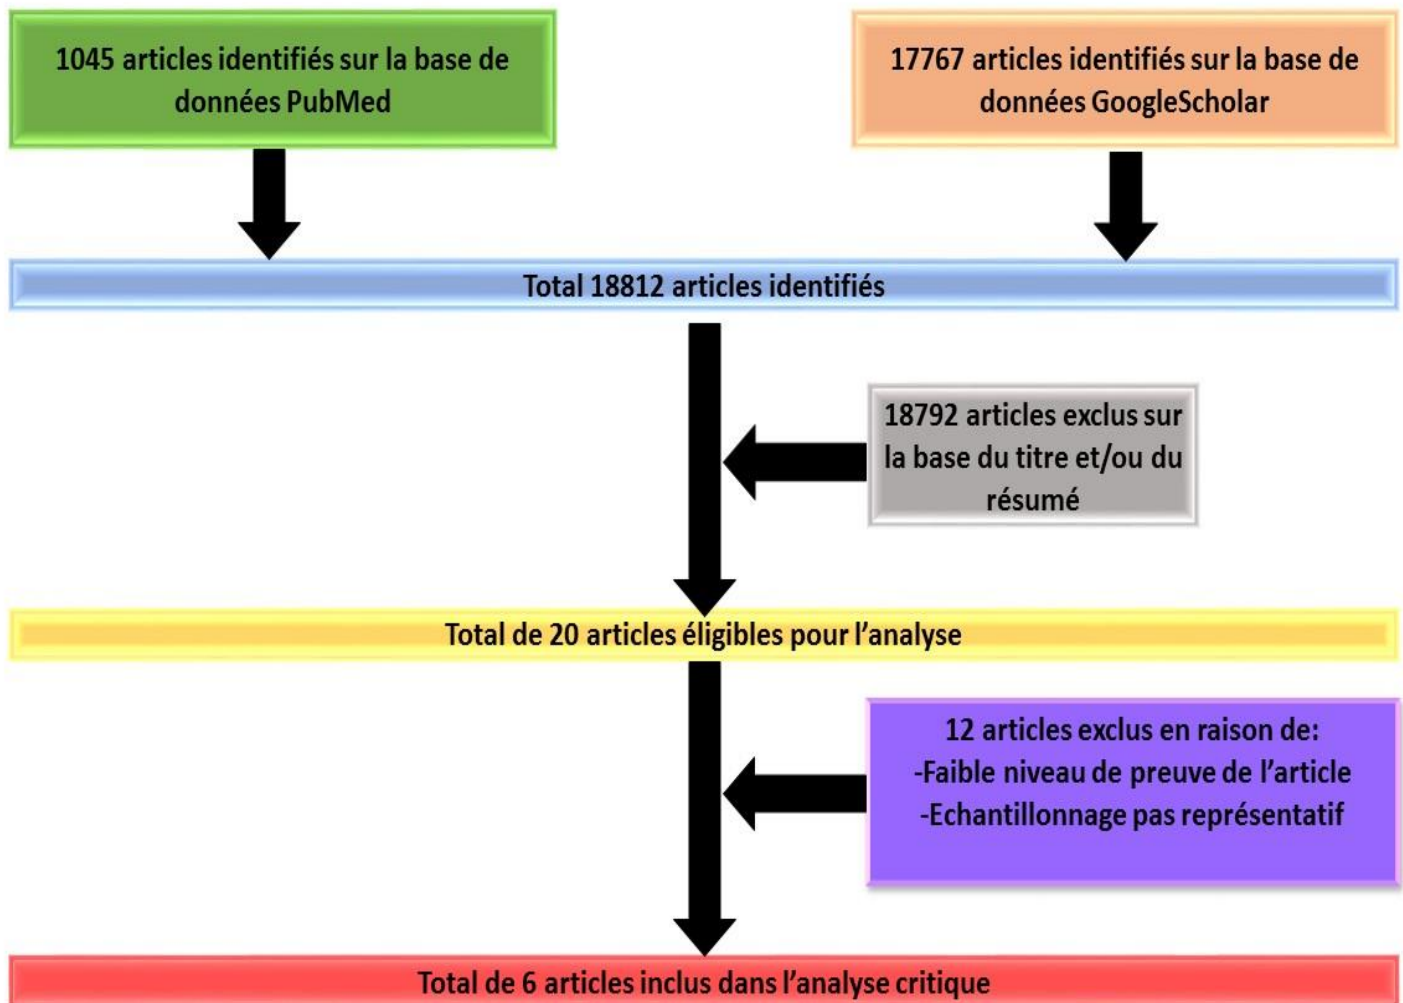 1045 articles identifiés sur la base de
données PubMed
17767 articles identifiés sur la base de
données GoogleScholar
Total 18812 articles identifiés
18792 articles exclus sur
la base du titre et/ou du
résumé
Total de 20 articles éligibles pour l’analyse
12 articles exclus en raison de:
-Faible niveau de preuve de l’article
-Echantillonnage pas représentatif
Total de 6 articles inclus dans l’analyse critique